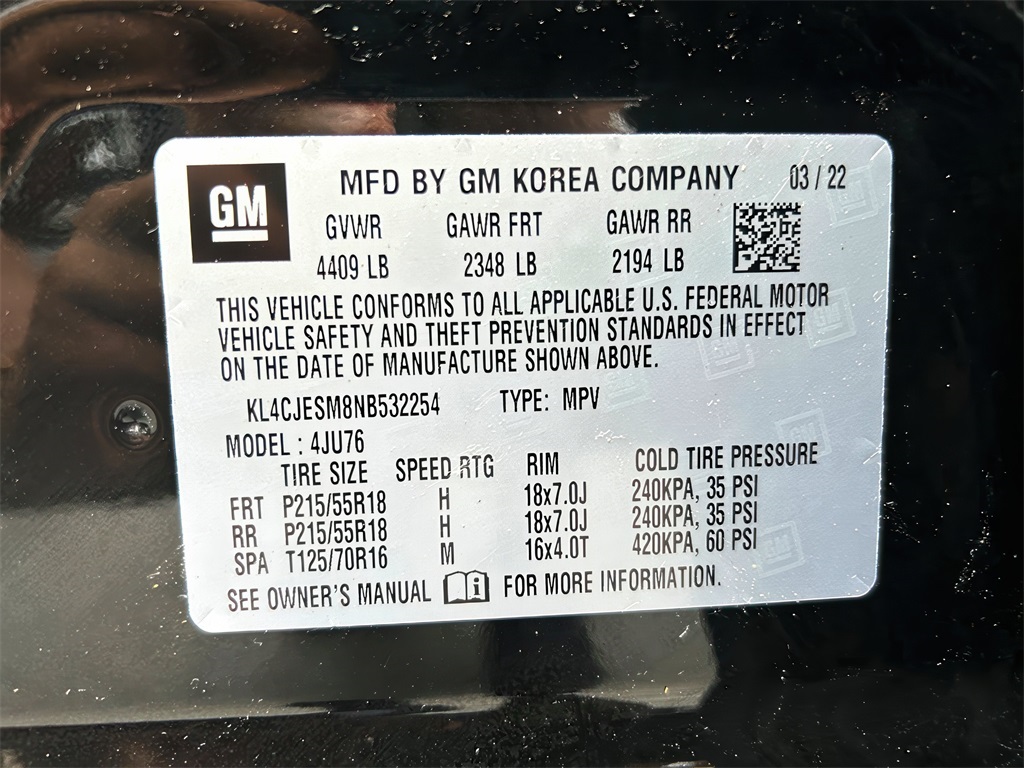 GM
MFD BY GM KOREA COMPANY 03 / 22
GVWR GAWR FRT GAWR RR
4409 LB 2348 LB 2194 LB
THIS VEHICLE CONFORMS TO ALL APPLICABLE U.S. FEDERAL MOTOR
VEHICLE SAFETY AND THEFT PREVENTION STANDARDS IN EFFECT
ON THE DATE OF MANUFACTURE SHOWN ABOVE.
KL4CJESM8NB532254 TYPE: MPV
MODEL : 4JU76
TIRE SIZE SPEED RTG RIM COLD TIRE PRESSURE
FRT P215/55R18 H 18x7.0J 240KPA, 35 PSI
RR P215/55R18 H 18x7.0J 240KPA, 35 PSI
SPA T125/70R16 M 16x4.0T 420KPA, 60 PSI
SEE OWNER'S MANUAL FOR MORE INFORMATION.